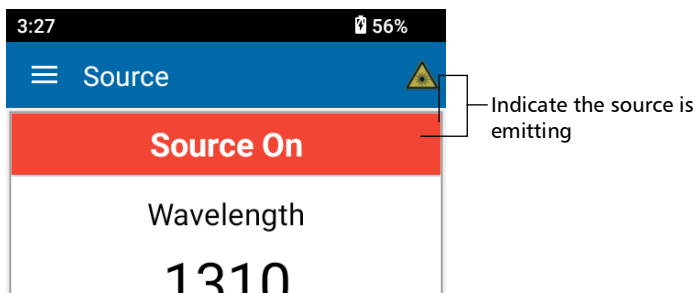 3:27 56%
Source
Indicate the source is
emitting
Source On
Wavelength
1310